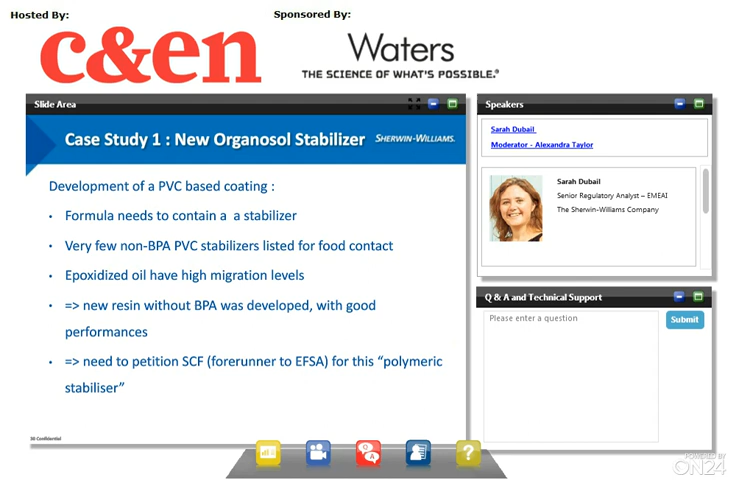 Hosted By:
Sponsored By:
c&en
Waters
THE SCIENCE OF WHAT'S POSSIBLE.®
Slide Area
Case Study 1 : New Organosol Stabilizer
SHERWIN-WILLIAMS.
Development of a PVC based coating :
• Formula needs to contain a a stabilizer
• Very few non-BPA PVC stabilizers listed for food contact
• Epoxidized oil have high migration levels
• => new resin without BPA was developed, with good
performances
• => need to petition SCF (forerunner to EFSA) for this “polymeric
stabiliser”
30 Confidential
Speakers
Sarah Dubail
Moderator - Alexandra Taylor
Sarah Dubail
Senior Regulatory Analyst – EMEAI
The Sherwin-Williams Company
Q & A and Technical Support
Please enter a question
Submit
Q
A
?
POWERED BY
ON24